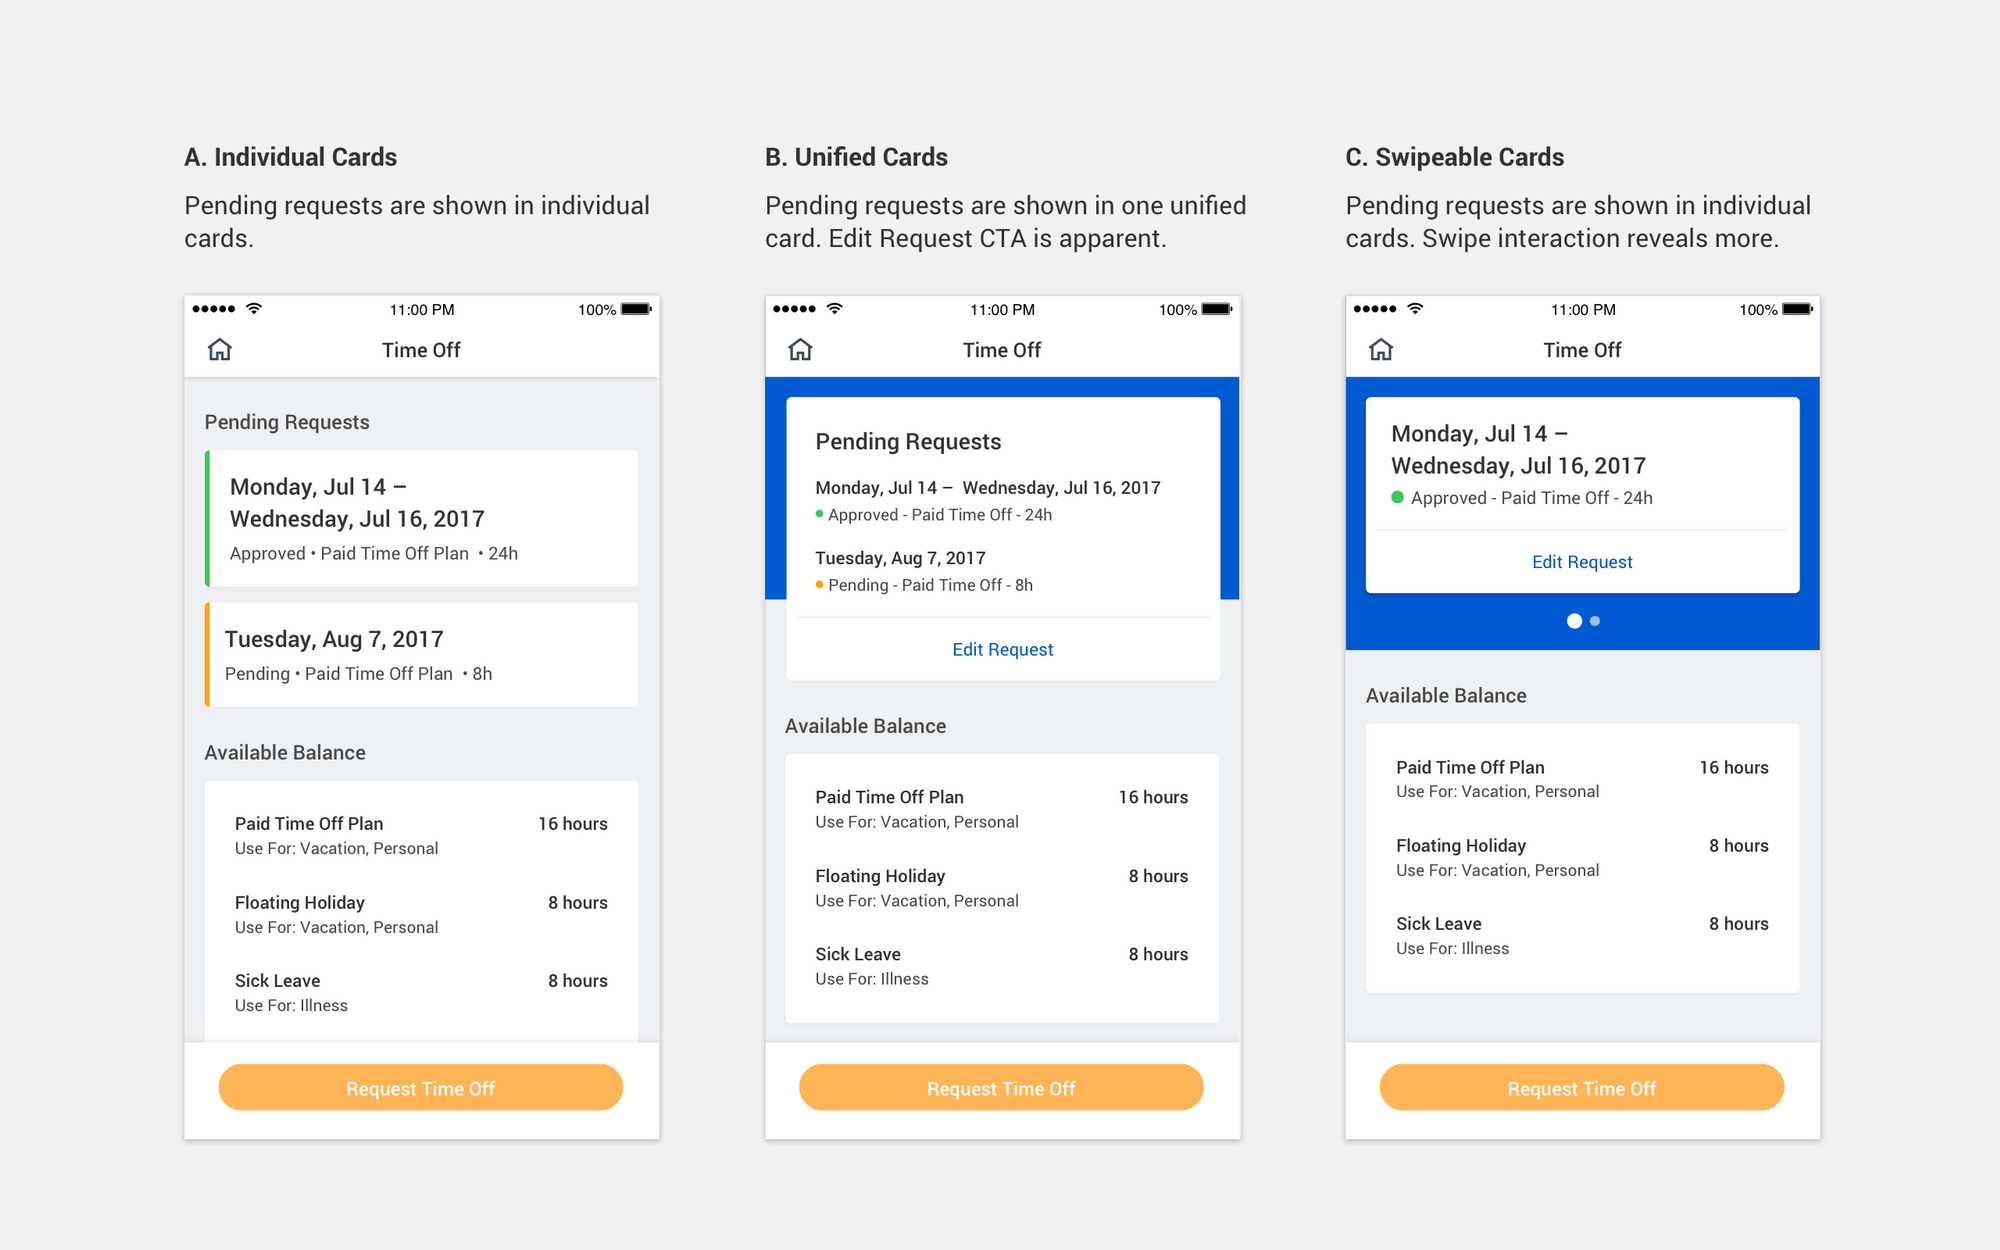 A. Individual Cards
Pending requests are shown in individual
cards.
11:00 PM
100%
Time Off
Pending Requests
Monday, Jul 14 –
Wednesday, Jul 16, 2017
Approved • Paid Time Off Plan • 24h
Tuesday, Aug 7, 2017
Pending • Paid Time Off Plan • 8h
Available Balance
Paid Time Off Plan 16 hours
Use For: Vacation, Personal
Floating Holiday 8 hours
Use For: Vacation, Personal
Sick Leave 8 hours
Use For: Illness
Request Time Off
B. Unified Cards
Pending requests are shown in one unified
card. Edit Request CTA is apparent.
11:00 PM
100%
Time Off
Pending Requests
Monday, Jul 14 – Wednesday, Jul 16, 2017
Approved - Paid Time Off - 24h
Tuesday, Aug 7, 2017
Pending - Paid Time Off - 8h
Edit Request
Available Balance
Paid Time Off Plan 16 hours
Use For: Vacation, Personal
Floating Holiday 8 hours
Use For: Vacation, Personal
Sick Leave 8 hours
Use For: Illness
Request Time Off
C. Swipeable Cards
Pending requests are shown in individual
cards. Swipe interaction reveals more.
11:00 PM
100%
Time Off
Monday, Jul 14 –
Wednesday, Jul 16, 2017
Approved - Paid Time Off - 24h
Edit Request
Available Balance
Paid Time Off Plan 16 hours
Use For: Vacation, Personal
Floating Holiday 8 hours
Use For: Vacation, Personal
Sick Leave 8 hours
Use For: Illness
Request Time Off